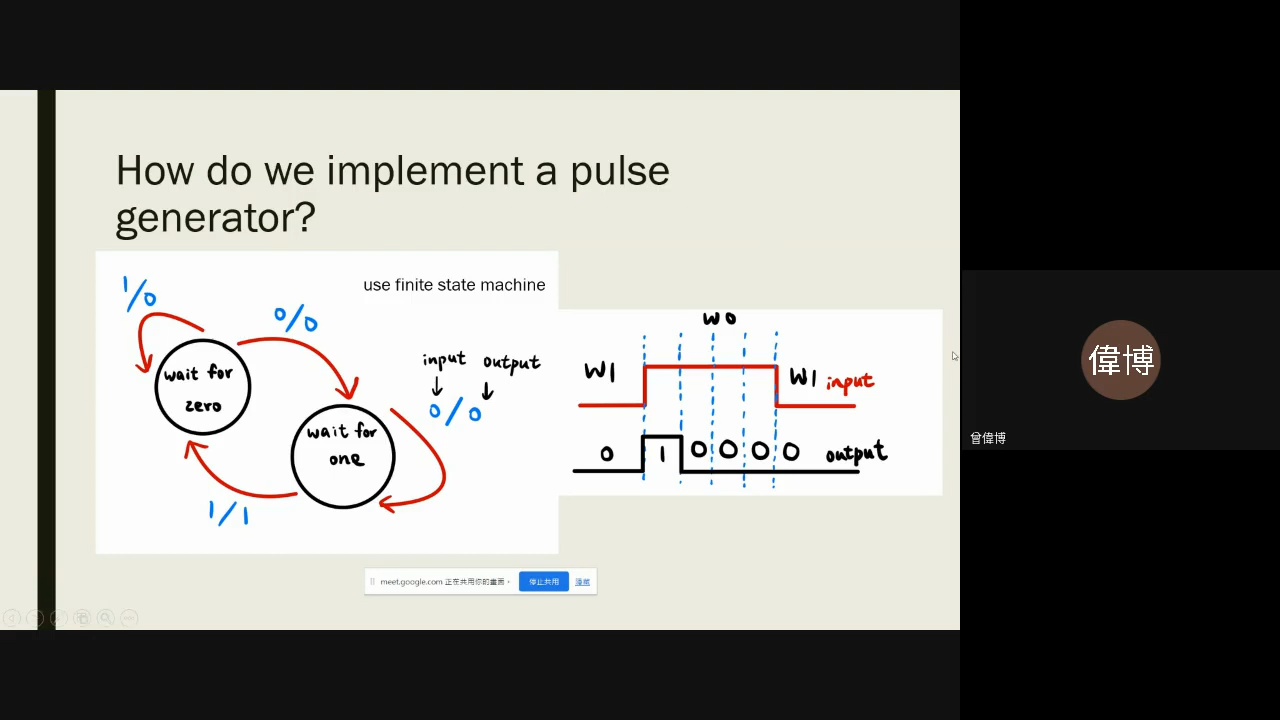 How do we implement a pulse
generator?
use finite state machine
1/0
0/0
wait for
zero
input output
0/0
wait for
one
1/1
W0
W1
W1 input
0 1 0 0 0 0 output
meet.google.com 正在共用你的畫面。
停止共用
隱藏
偉博
曾偉博